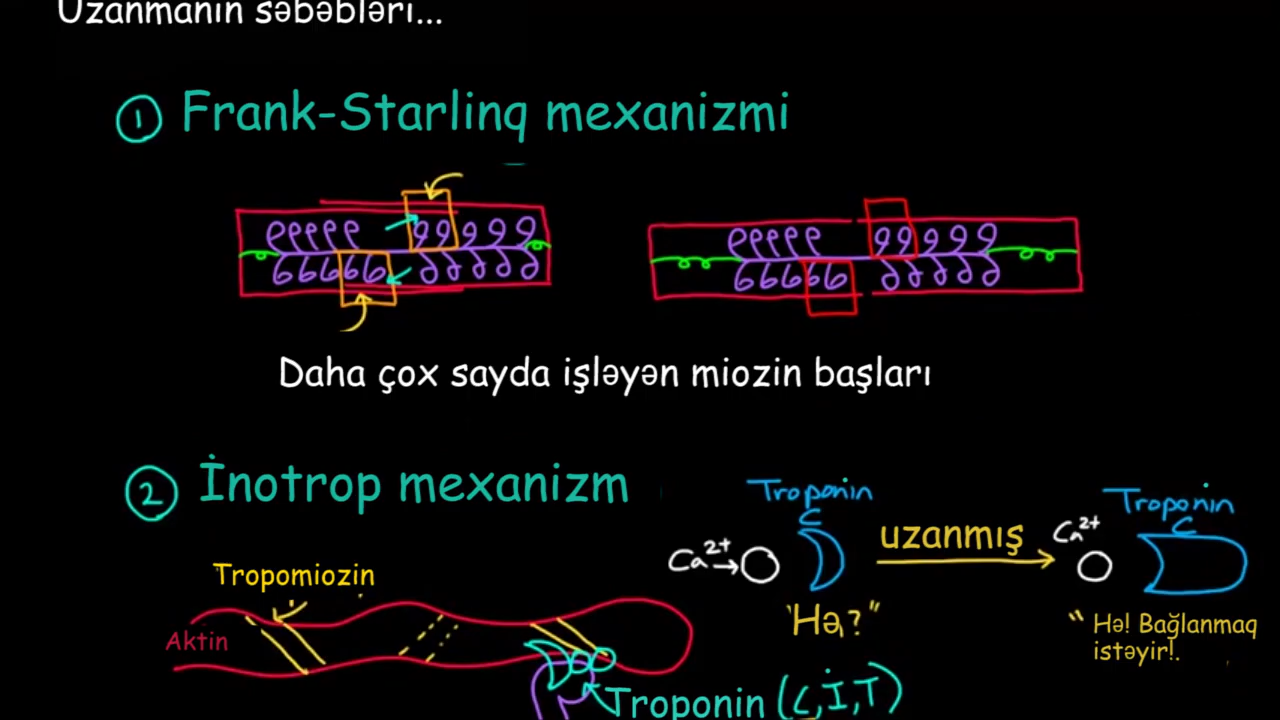 Uzanmanın səbəbləri...
1 Frank-Starlinq mexanizmi
Daha çox sayda işləyən miozin başları
2 İnotrop mexanizm
Troponin
C
Ca2+
uzanmış
Troponin
C
Ca2+
"Hə?"
" Hə! Bağlanmaq
istəyir!.
Tropomiozin
Aktin
Troponin (C, İ, T)